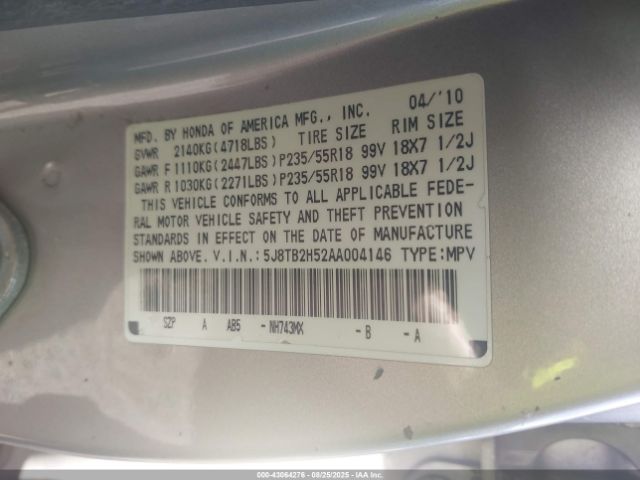 MFD. BY HONDA OF AMERICA MFG., INC. 04/'10
GVWR 2140KG(4718LBS) TIRE SIZE RIM SIZE
GAWR F 1110KG(2447LBS)P235/55R18 99V 18X7 1/2J
GAWR R 1030KG(2271LBS)P235/55R18 99V 18X7 1/2J
THIS VEHICLE CONFORMS TO ALL APPLICABLE FEDE-
RAL MOTOR VEHICLE SAFETY AND THEFT PREVENTION
STANDARDS IN EFFECT ON THE DATE OF MANUFACTURE
SHOWN ABOVE. V.I.N.:5J8TB2H52AA004146 TYPE:MPV
SZP A AB5 -NH743MX -B -A
000-43064276 - 08/25/2025 - IAA Inc.